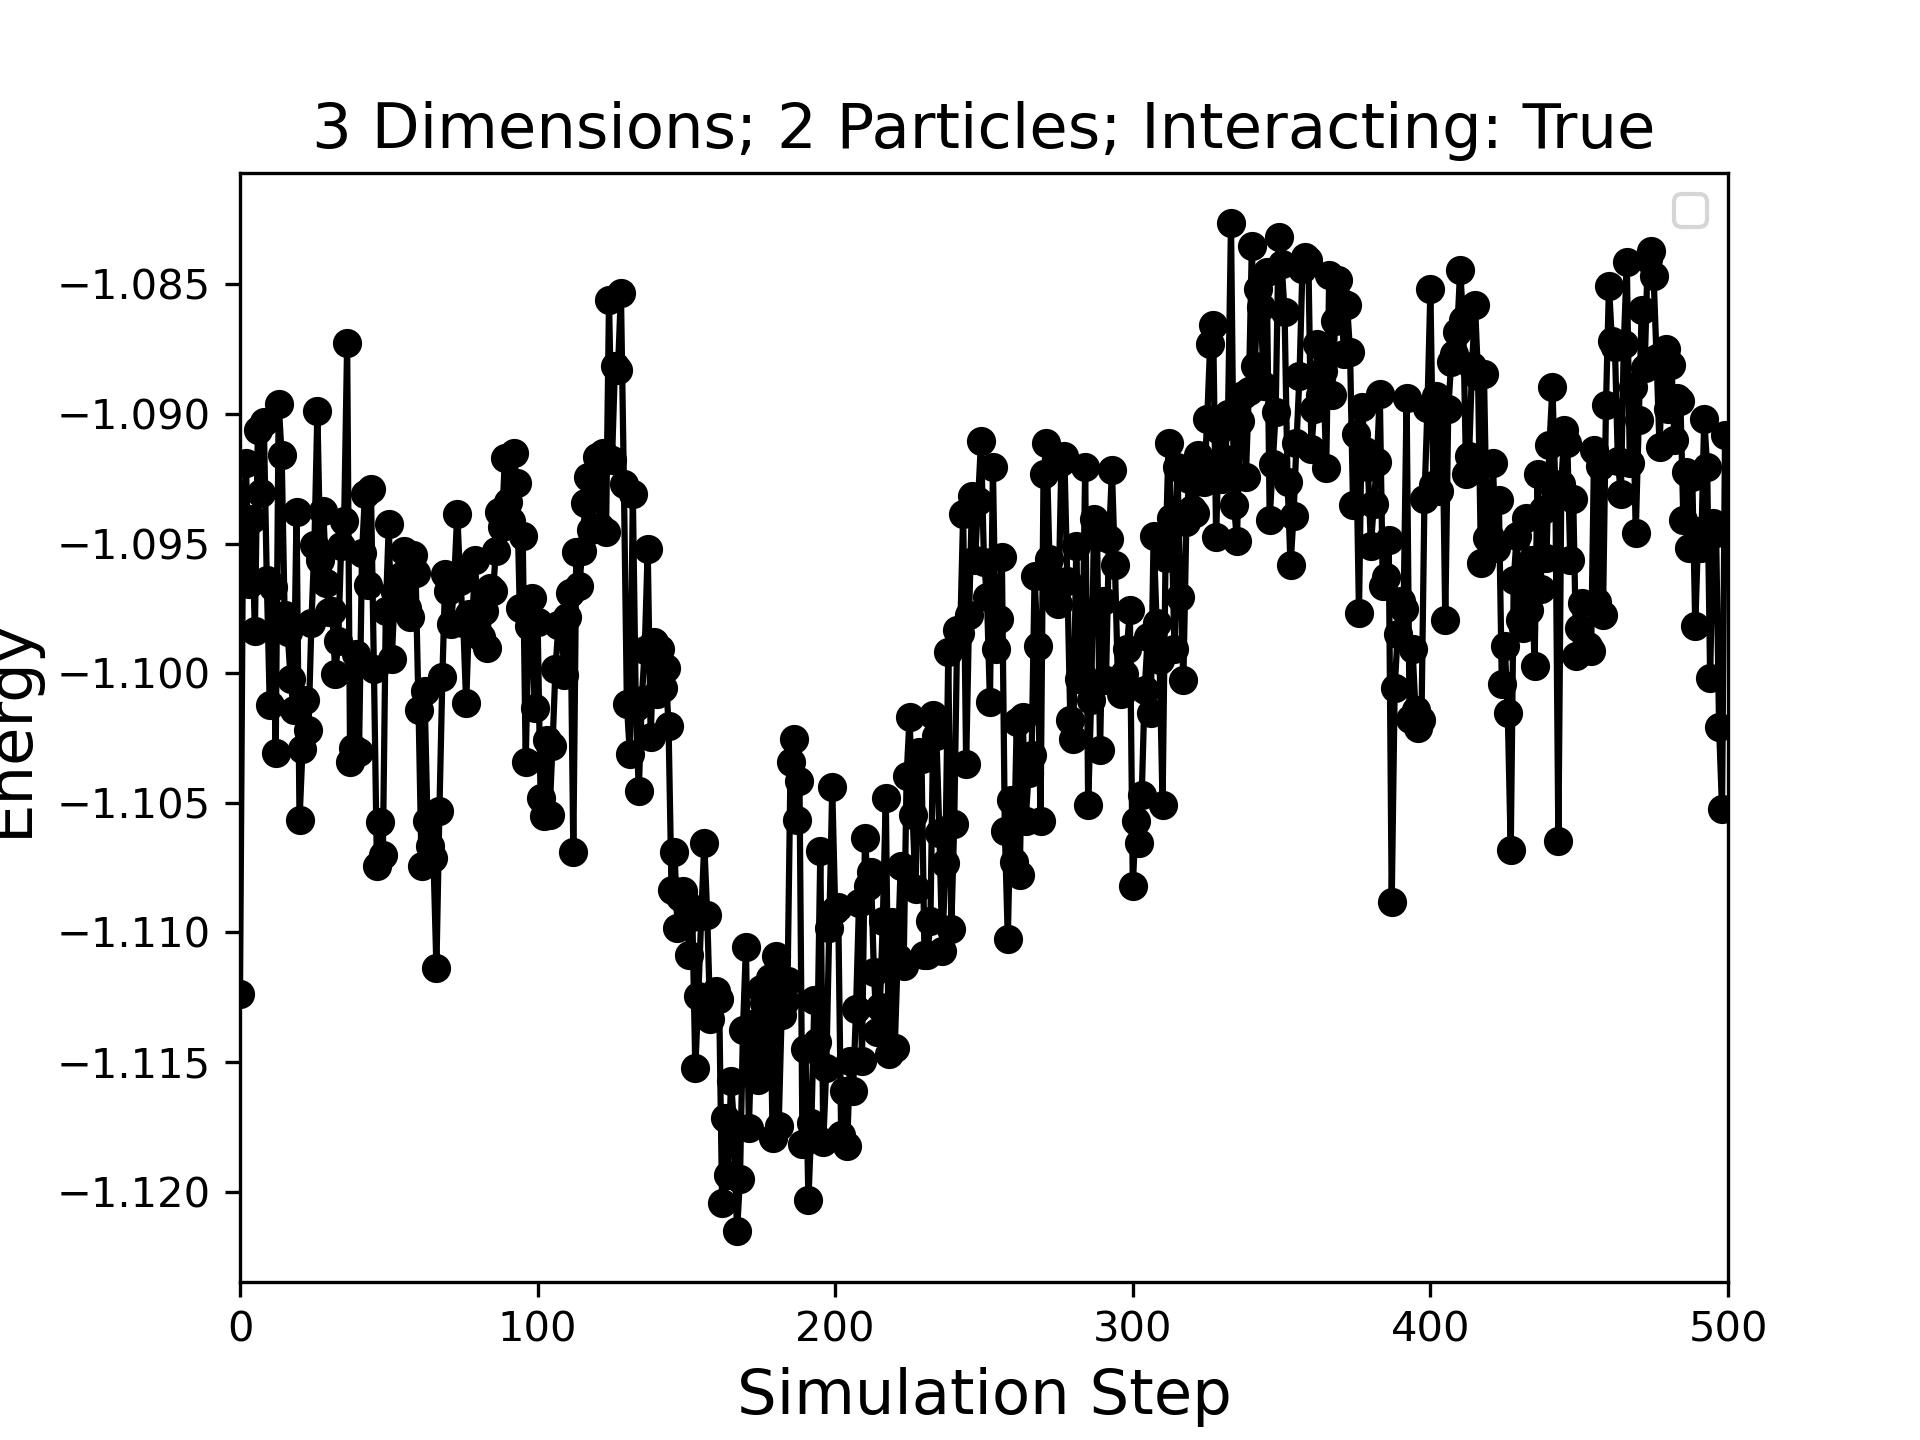 3 Dimensions; 2 Particles; Interacting: True
−1.085
−1.090
−1.095
−1.100
−1.105
−1.110
−1.115
−1.120
Energy
0 100 200 300 400 500
Simulation Step